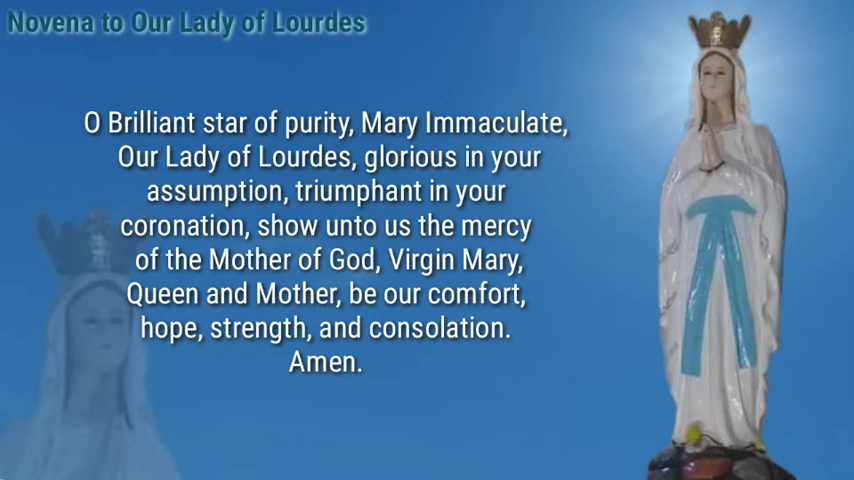 Novena to Our Lady of Lourdes
O Brilliant star of purity, Mary Immaculate,
Our Lady of Lourdes, glorious in your
assumption, triumphant in your
coronation, show unto us the mercy
of the Mother of God, Virgin Mary,
Queen and Mother, be our comfort,
hope, strength, and consolation.
Amen.